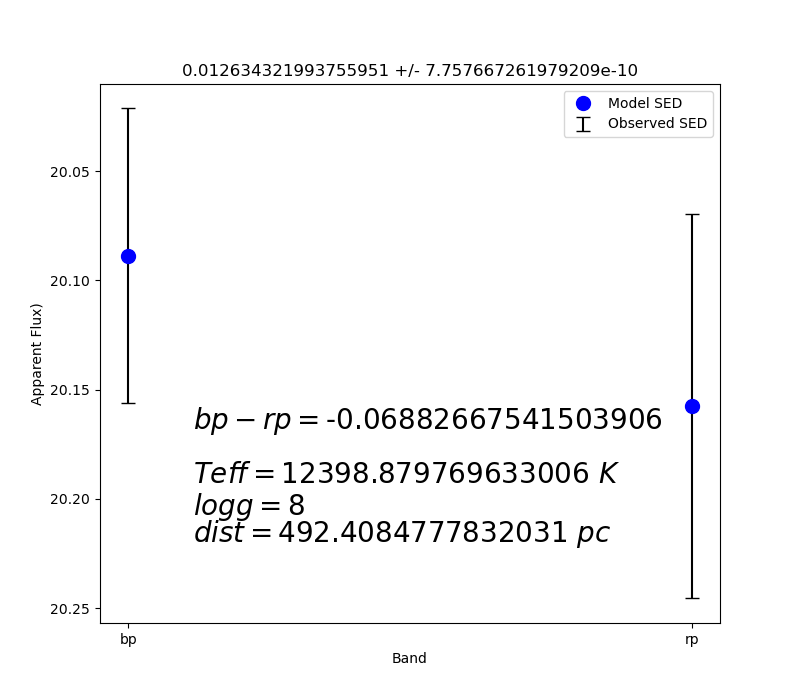 0.012634321993755951 +/- 7.757667261979209e-10
Model SED
Observed SED
20.05
20.10
20.15
20.20
20.25
Apparent Flux)
bp − rp = -0.06882667541503906
Teff = 12398.879769633006 K
logg = 8
dist = 492.4084777832031 pc
bp
rp
Band